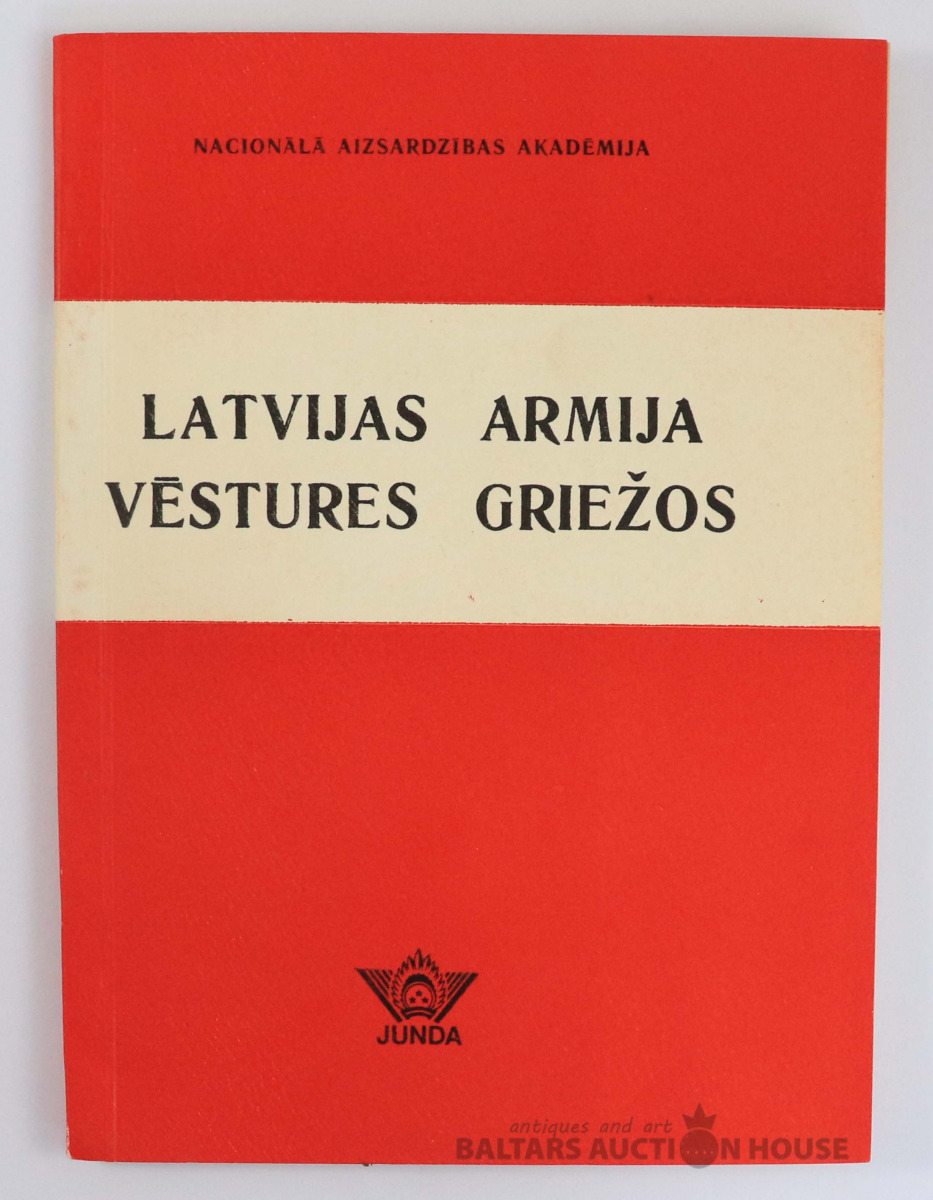 NACIONĀLĀ AIZSARDZĪBAS AKADĒMIJA
LATVIJAS ARMIJA
VĒSTURES GRIEŽOS
JUNDA
antiques and art
BALTARS AUCTION HOUSE